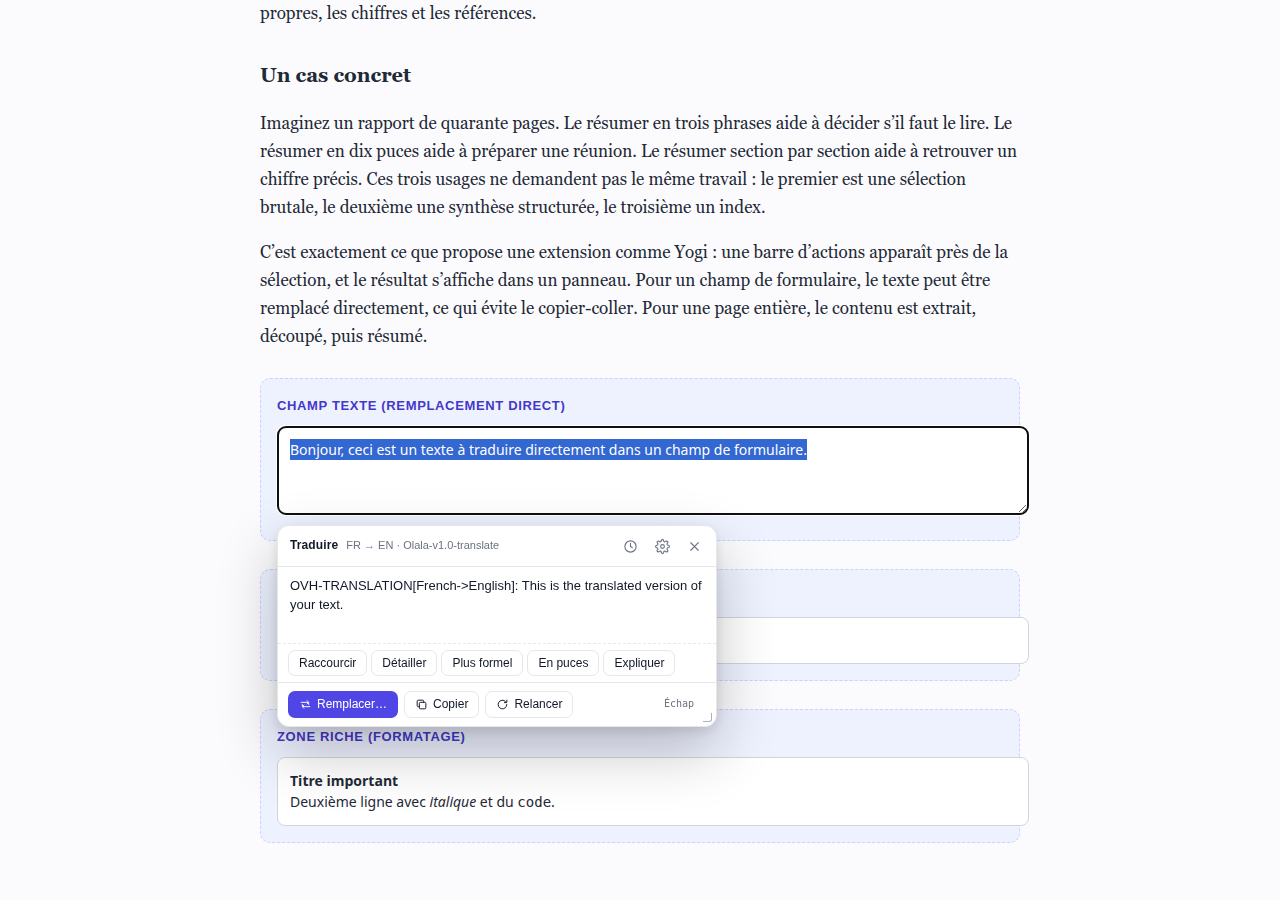 propres, les chiffres et les références.
Un cas concret
Imaginez un rapport de quarante pages. Le résumer en trois phrases aide à décider s’il faut le lire. Le
résumer en dix puces aide à préparer une réunion. Le résumer section par section aide à retrouver un
chiffre précis. Ces trois usages ne demandent pas le même travail : le premier est une sélection
brutale, le deuxième une synthèse structurée, le troisième un index.
C’est exactement ce que propose une extension comme Yogi : une barre d’actions apparaît près de la
sélection, et le résultat s’affiche dans un panneau. Pour un champ de formulaire, le texte peut être
remplacé directement, ce qui évite le copier-coller. Pour une page entière, le contenu est extrait,
découpé, puis résumé.
CHAMP TEXTE (REMPLACEMENT DIRECT)
Bonjour, ceci est un texte à traduire directement dans un champ de formulaire.
Traduire FR → EN · Olala-v1.0-translate
OVH-TRANSLATION[French->English]: This is the translated version of
your text.
Raccourcir Détailler Plus formel En puces Expliquer
Remplacer… Copier Relancer Échap
ZONE RICHE (FORMATAGE)
Titre important
Deuxième ligne avec italique et du code.